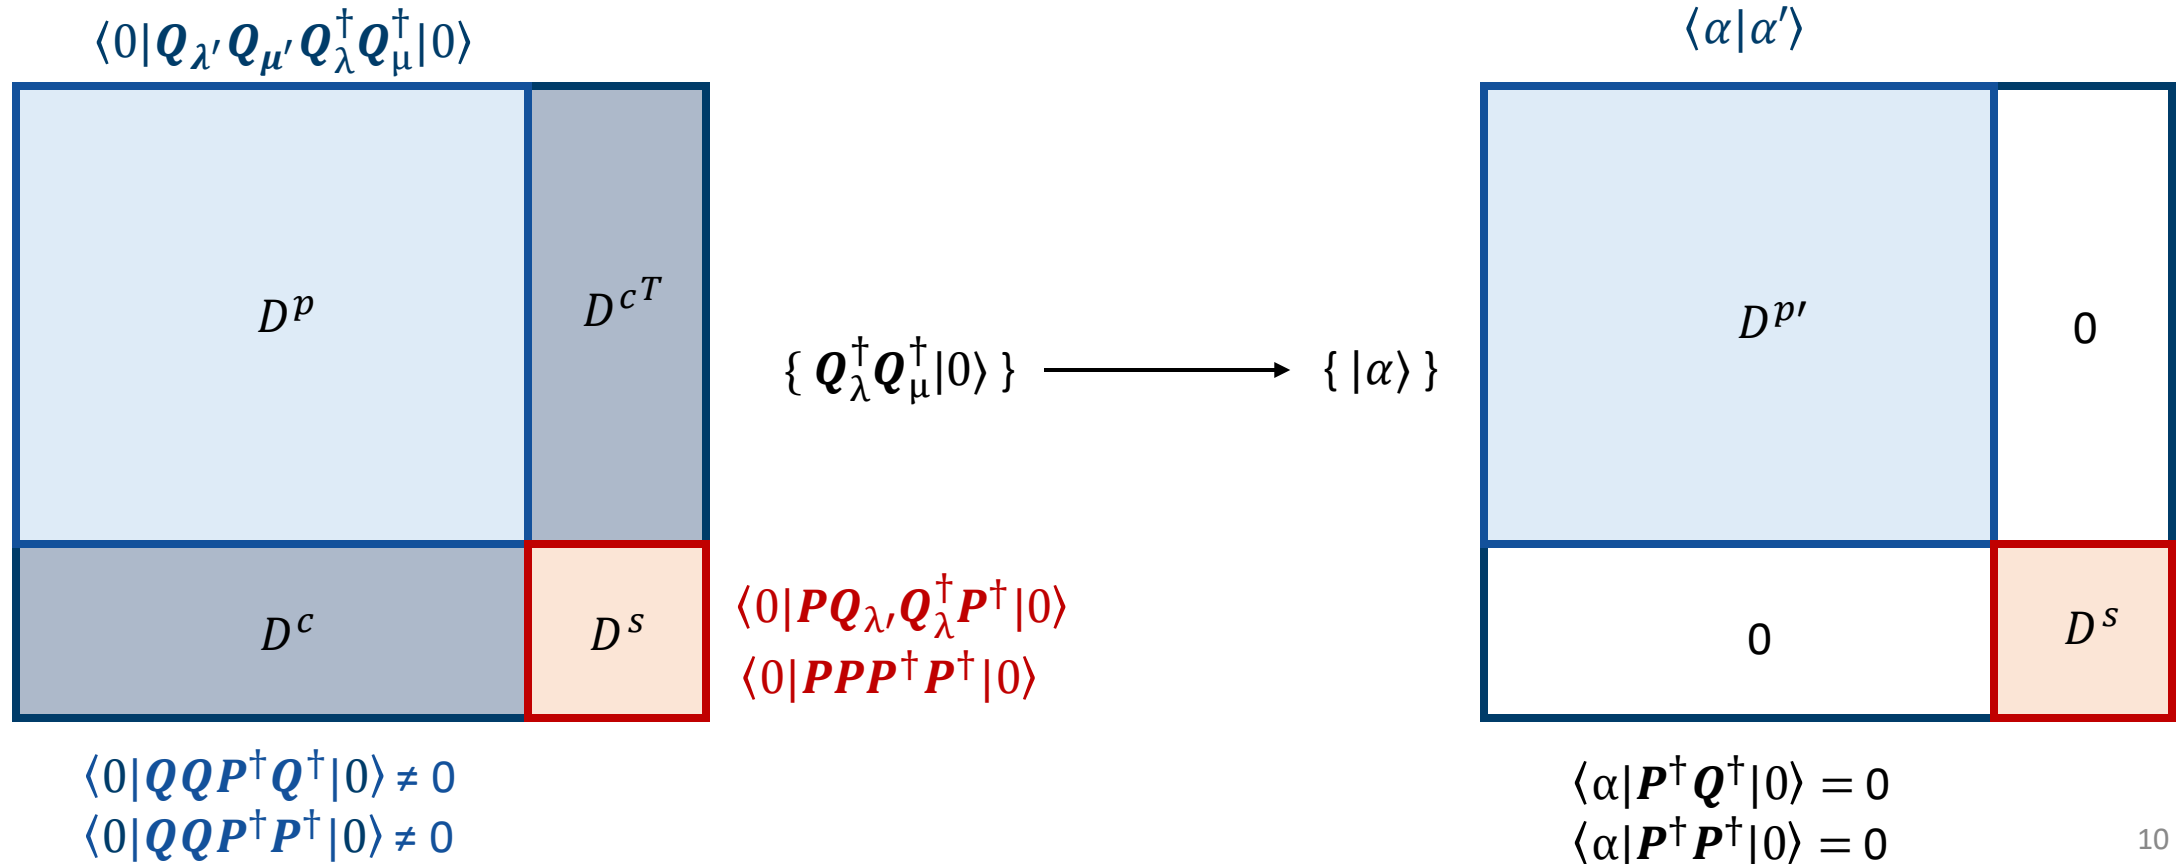 ⟨0|Q_λ′ Q_μ′ Q_λ^† Q_μ^†|0⟩
⟨α|α′⟩
D^p
D^{c^T}
D^c
D^s
{ Q_λ^† Q_μ^†|0⟩ }
{ |α⟩ }
⟨0|PQ_λ′ Q_λ^† P^†|0⟩
⟨0|PPP^† P^†|0⟩
⟨0|QQP^† Q^†|0⟩ ≠ 0
⟨0|QQP^† P^†|0⟩ ≠ 0
D^{p′}
0
0
D^s
⟨α|P^† Q^†|0⟩ = 0
⟨α|P^† P^†|0⟩ = 0
10